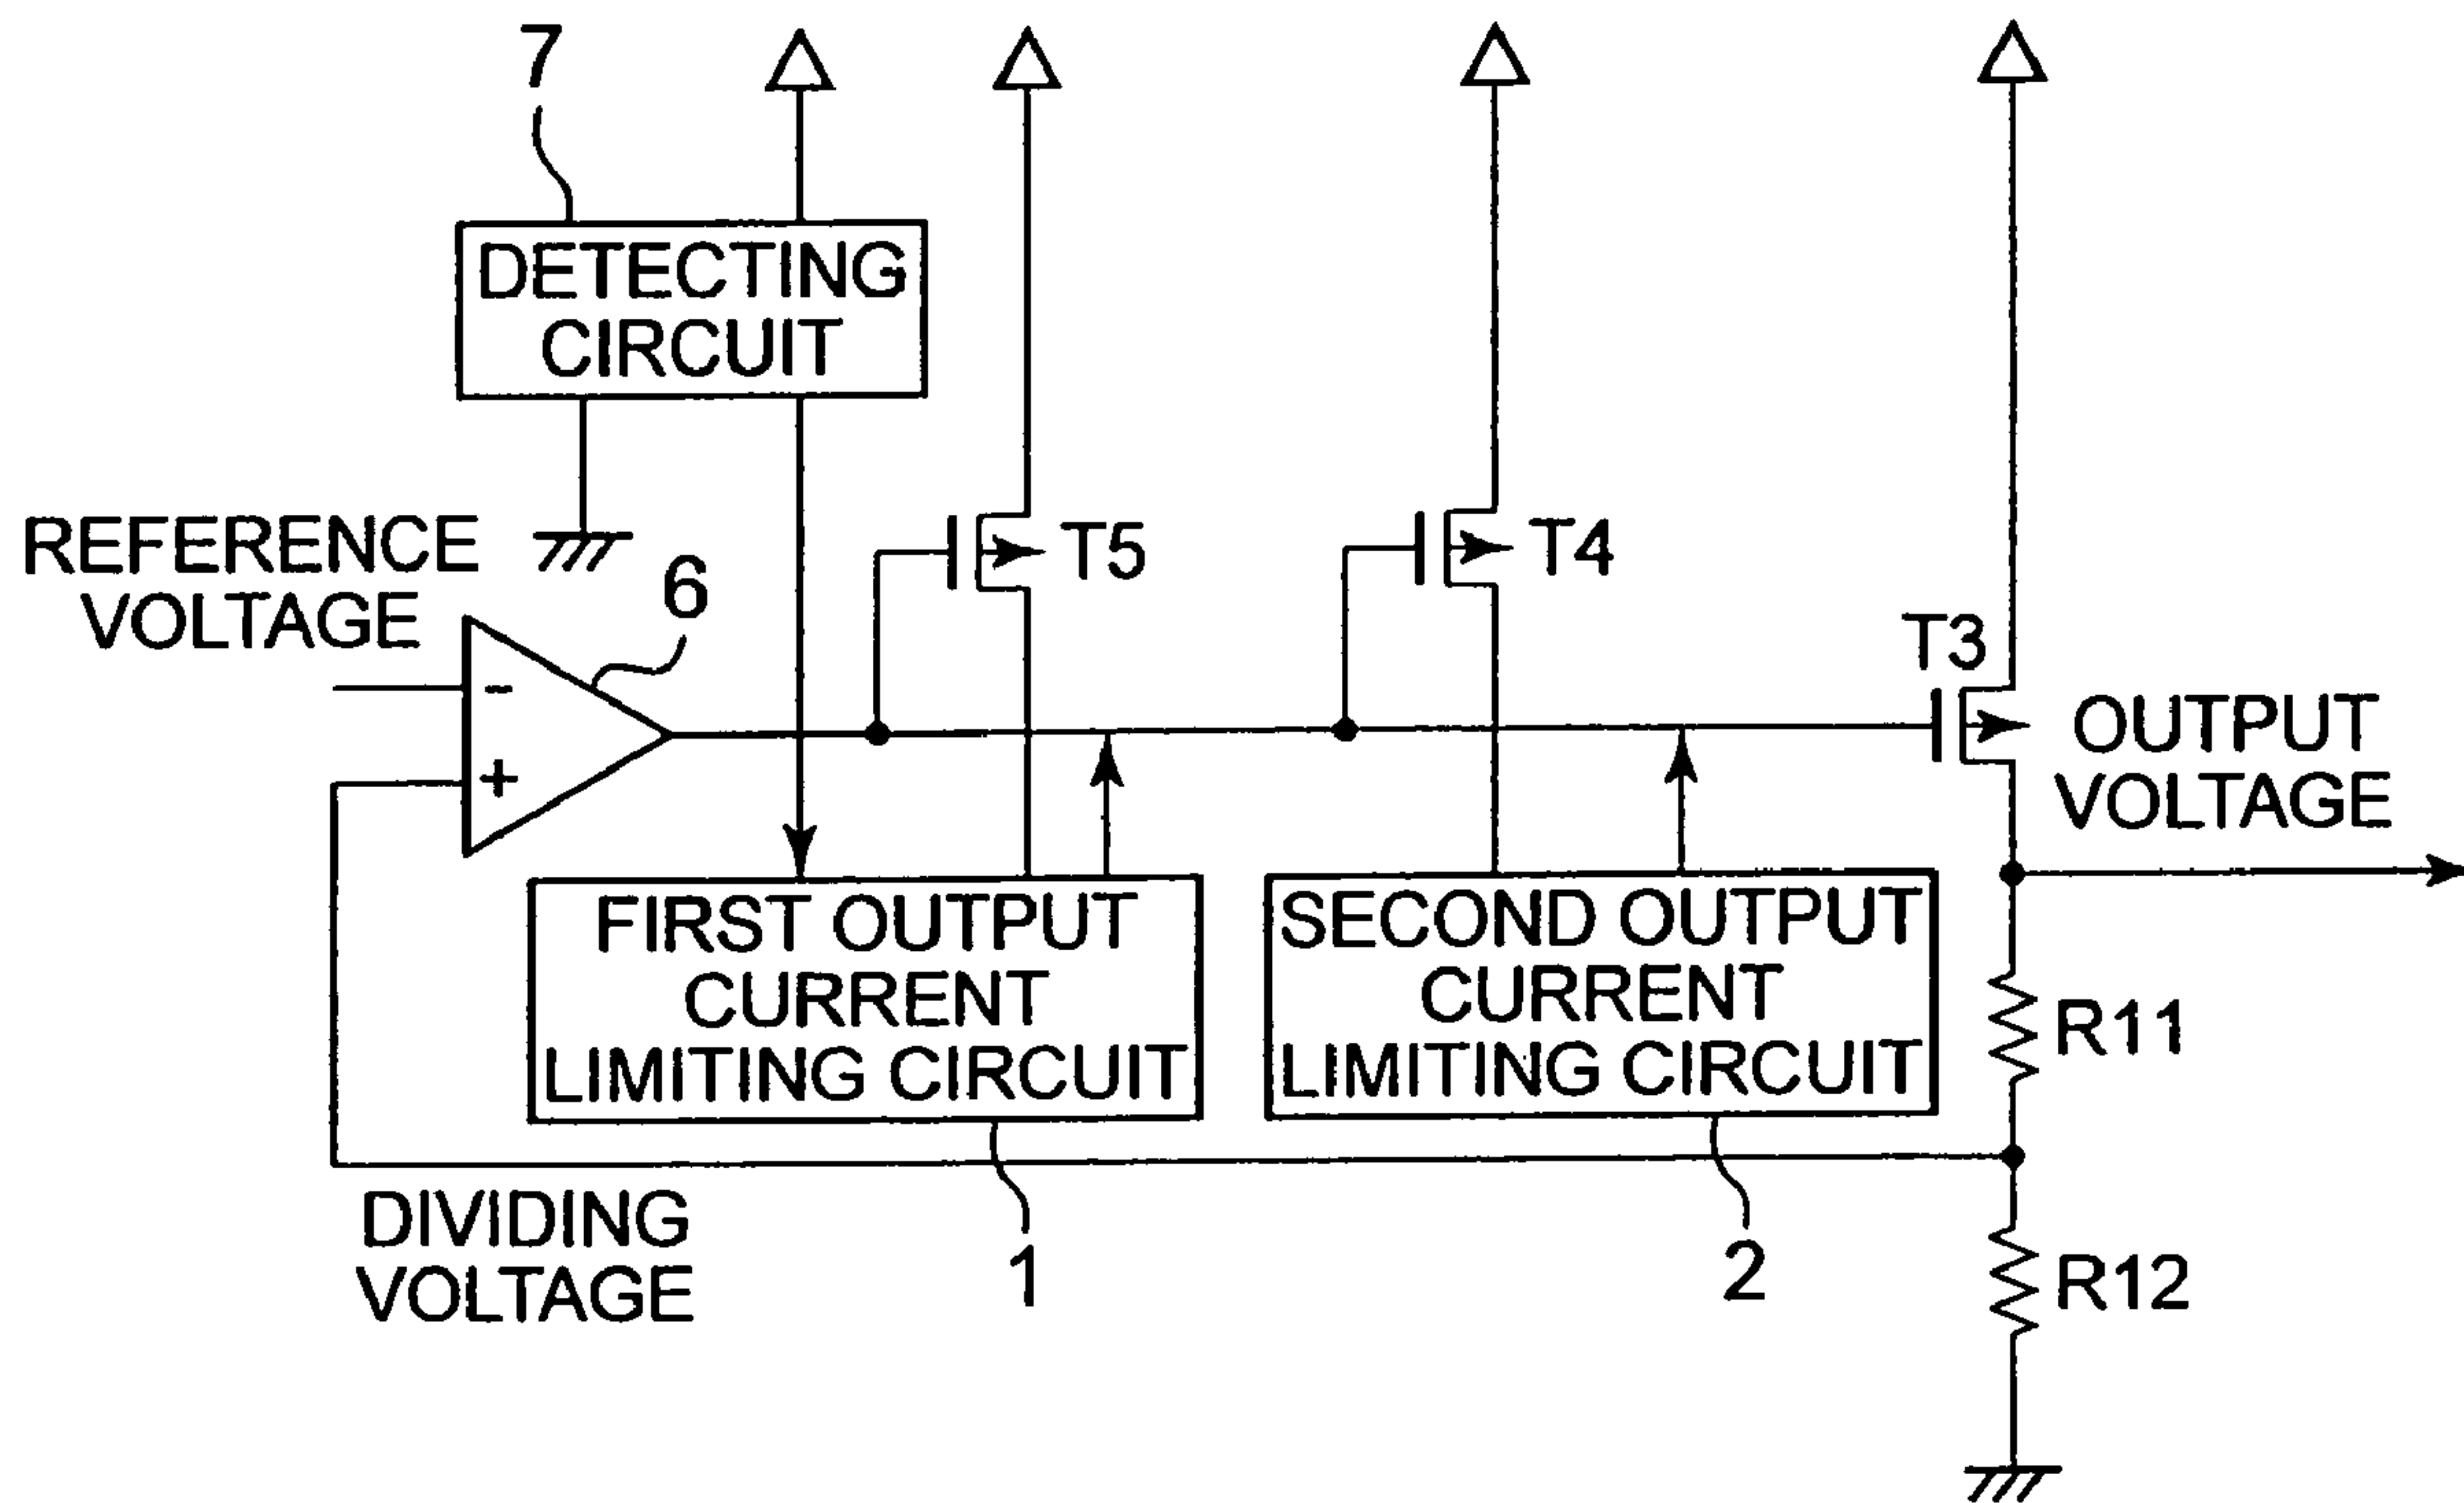 7
DETECTING
CIRCUIT
REFERENCE
VOLTAGE
6
T5
T4
T3
-
+
OUTPUT
VOLTAGE
FIRST OUTPUT
CURRENT
LIMITING CIRCUIT
SECOND OUTPUT
CURRENT
LIMITING CIRCUIT
R11
DIVIDING
VOLTAGE
1
2
R12